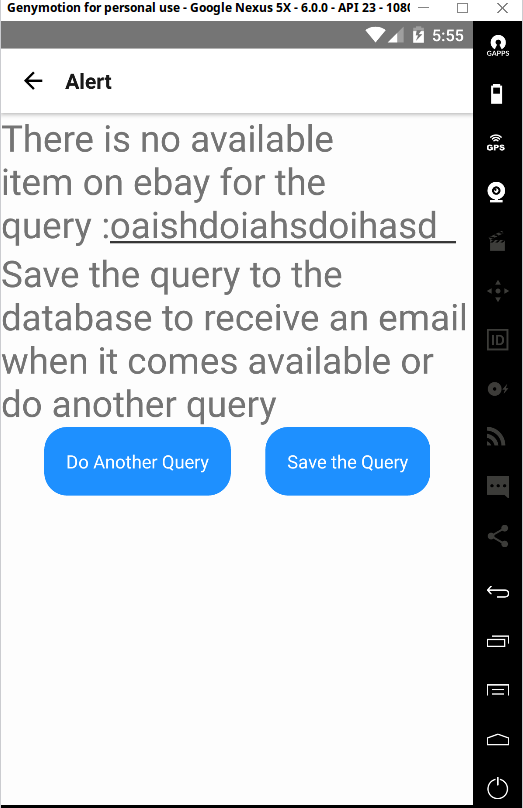 Genymotion for personal use - Google Nexus 5X - 6.0.0 - API 23 - 1080
5:55
GAPPS
Alert
GPS
There is no available
item on ebay for the
query :oaishdoiahsdoihasd
ID
Save the query to the
database to receive an email
when it comes available or
do another query
Do Another Query
Save the Query